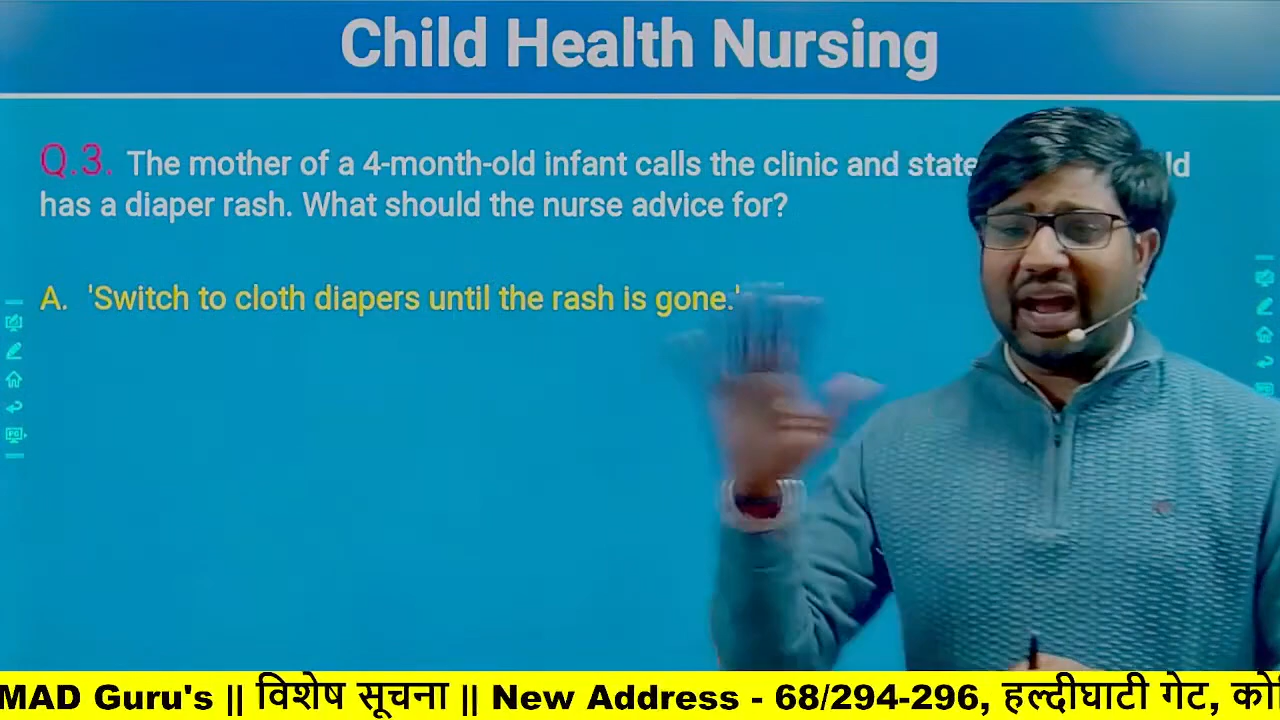 Child Health Nursing
Q.3. The mother of a 4-month-old infant calls the clinic and state
has a diaper rash. What should the nurse advice for?
A. 'Switch to cloth diapers until the rash is gone.'
MAD Guru's || विशेष सूचना || New Address - 68/294-296, हल्दीघाटी गेट,